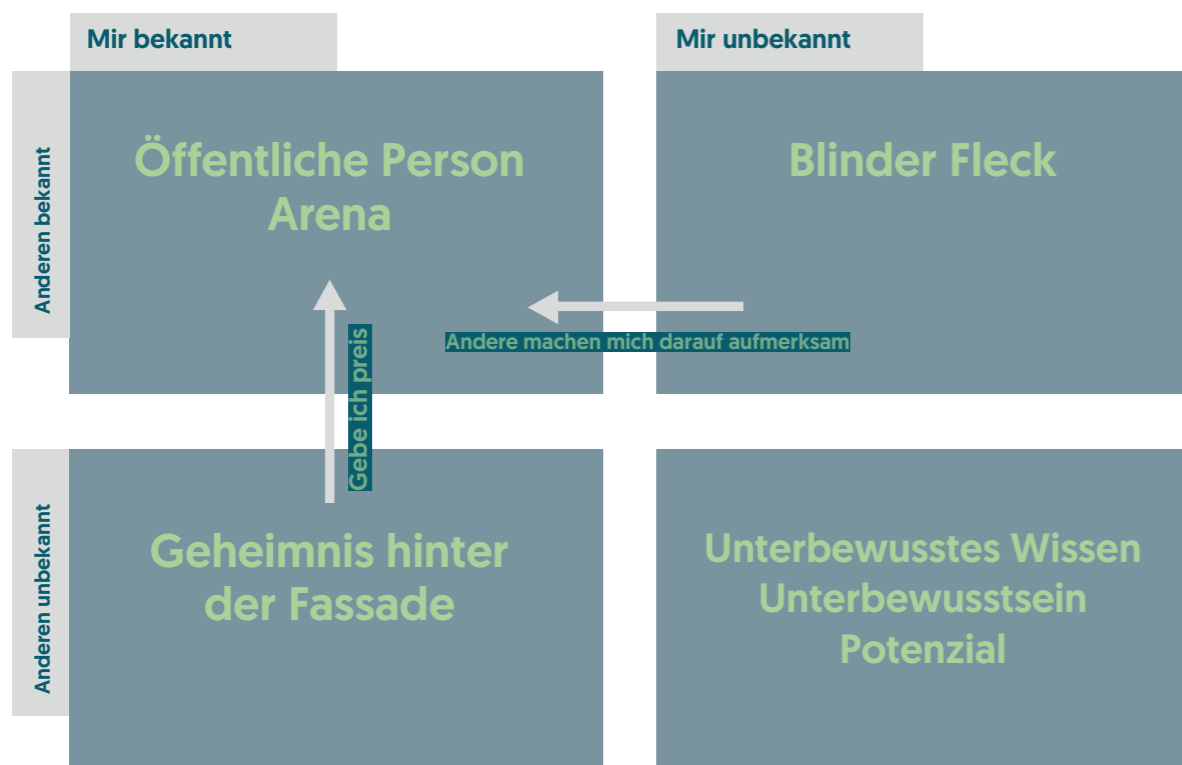 Mir bekannt
Mir unbekannt
Anderen bekannt
Öffentliche Person
Arena
Blinder Fleck
Andere machen mich darauf aufmerksam
Gebe ich preis
Anderen unbekannt
Geheimnis hinter
der Fassade
Unterbewusstes Wissen
Unterbewusstsein
Potenzial